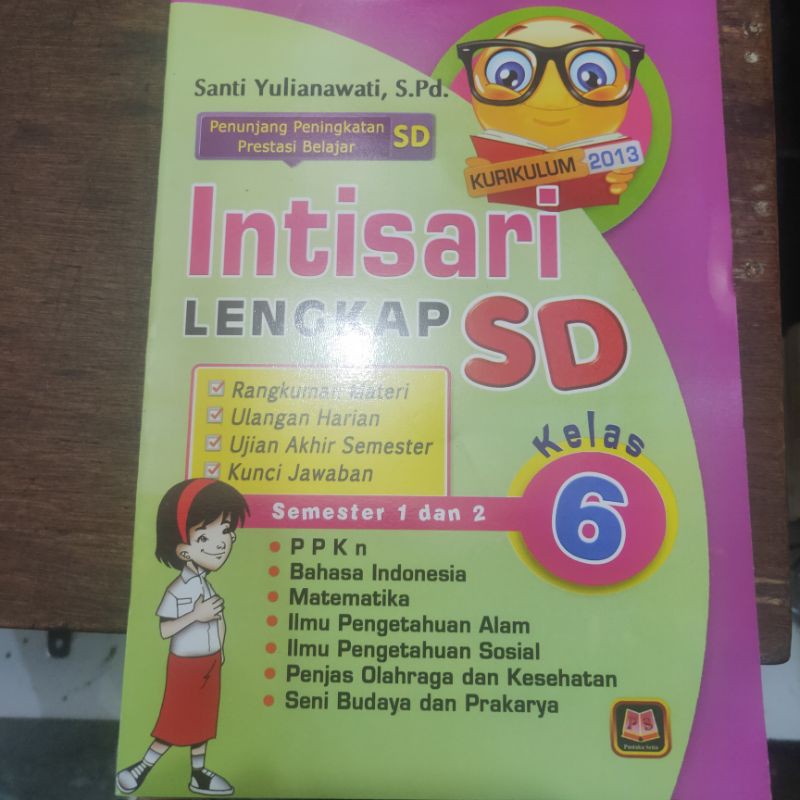 Santi Yulianawati, S.Pd.
Penunjang Peningkatan
Prestasi Belajar
SD
KURIKULUM 2013
Intisari
LENGKAP SD
Rangkuman Materi
Ulangan Harian
Ujian Akhir Semester
Kunci Jawaban
Kelas
6
Semester 1 dan 2
P P K n
Bahasa Indonesia
Matematika
Ilmu Pengetahuan Alam
Ilmu Pengetahuan Sosial
Penjas Olahraga dan Kesehatan
Seni Budaya dan Prakarya
P S
Pustaka Setia